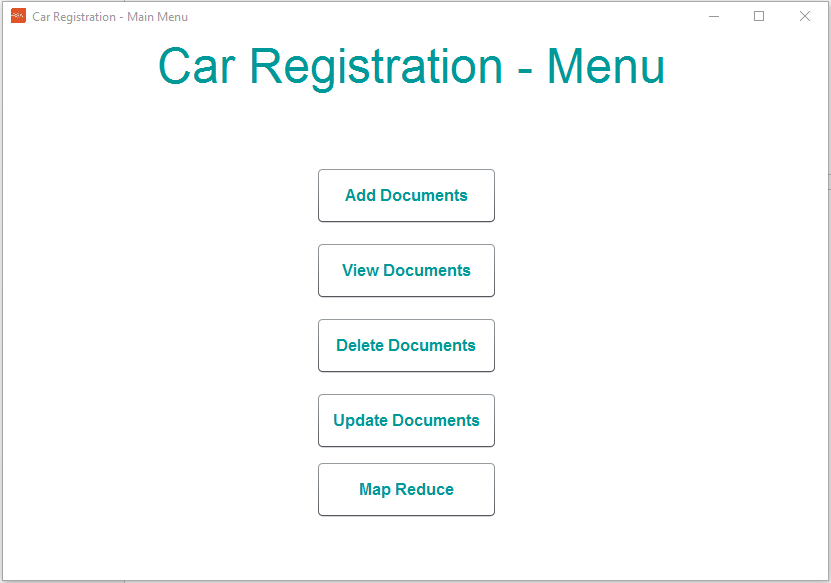 Car Registration - Main Menu
Car Registration - Menu
Add Documents
View Documents
Delete Documents
Update Documents
Map Reduce